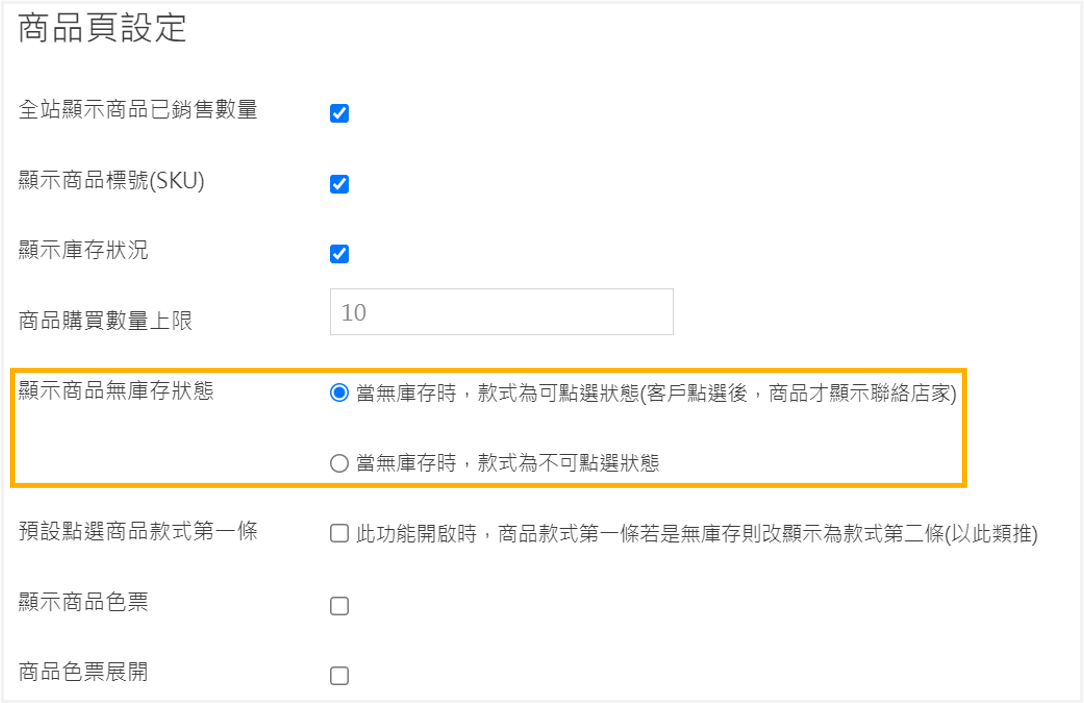 商品頁設定
全站顯示商品已銷售數量
顯示商品標號(SKU)
顯示庫存狀況
商品購買數量上限 10
顯示商品無庫存狀態 當無庫存時，款式為可點選狀態(客戶點選後，商品才顯示聯絡店家)
當無庫存時，款式為不可點選狀態
預設點選商品款式第一條 此功能開啟時，商品款式第一條若是無庫存則改顯示為款式第二條(以此類推)
顯示商品色票
商品色票展開